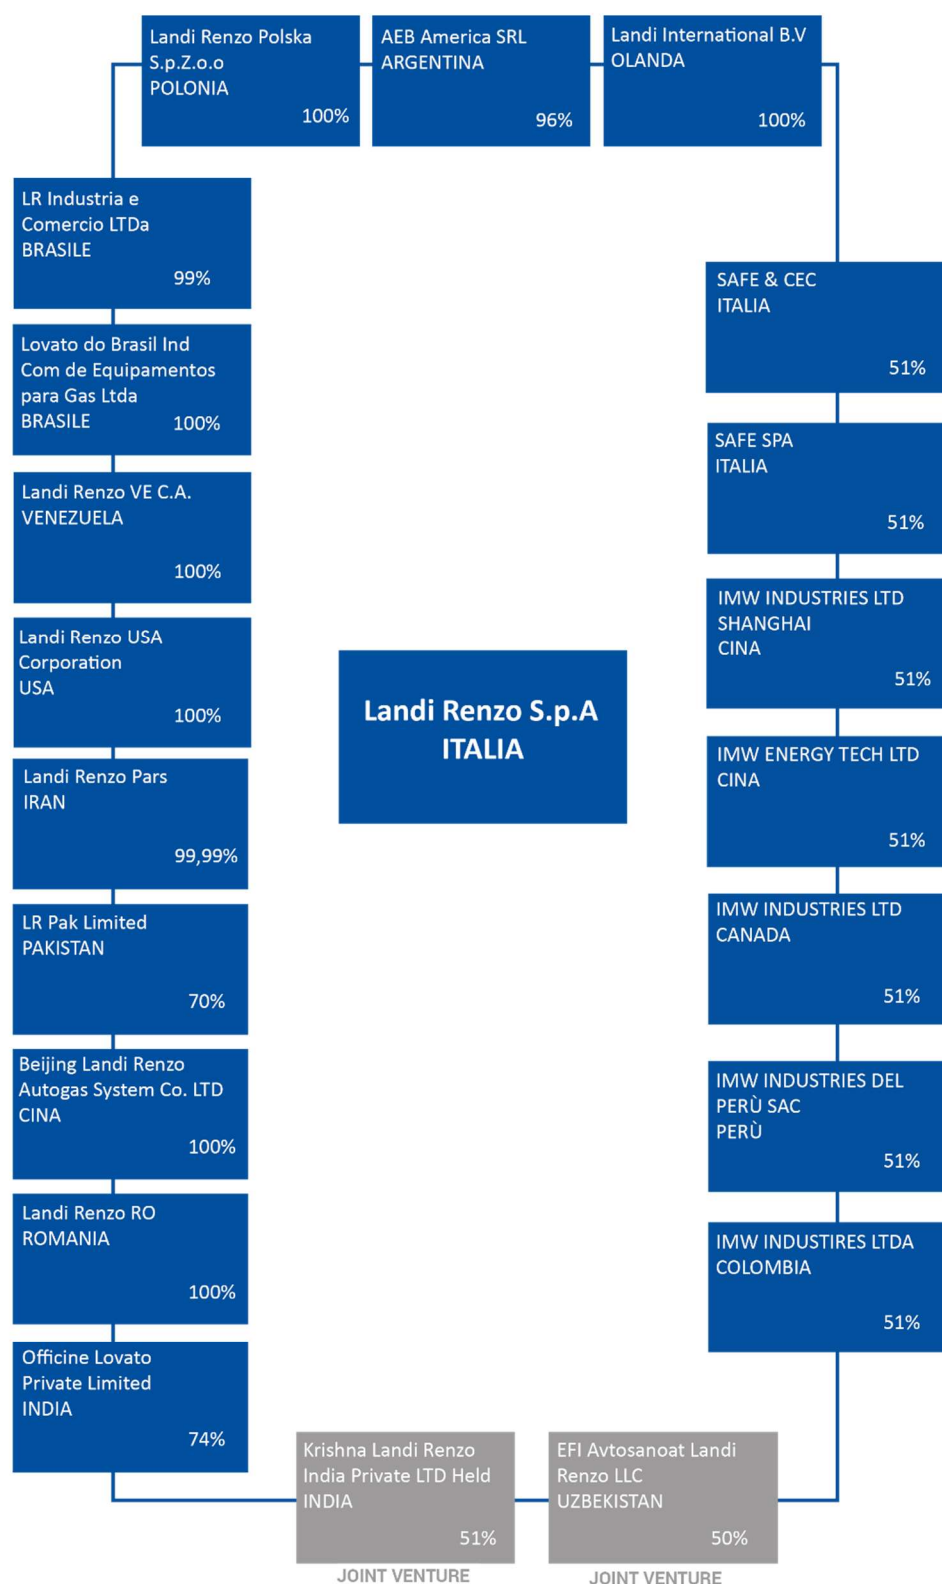 Landi Renzo Polska
S.p.Z.o.o
POLONIA
100%
AEB America SRL
ARGENTINA
96%
Landi International B.V
OLANDA
100%
LR Industria e
Comercio LTDa
BRASILE
99%
Lovato do Brasil Ind
Com de Equipamentos
para Gas Ltda
BRASILE
100%
Landi Renzo VE C.A.
VENEZUELA
100%
Landi Renzo USA
Corporation
USA
100%
Landi Renzo Pars
IRAN
99,99%
LR Pak Limited
PAKISTAN
70%
Beijing Landi Renzo
Autogas System Co. LTD
CINA
100%
Landi Renzo RO
ROMANIA
100%
Officine Lovato
Private Limited
INDIA
74%
Landi Renzo S.p.A
ITALIA
SAFE & CEC
ITALIA
51%
SAFE SPA
ITALIA
51%
IMW INDUSTRIES LTD
SHANGHAI
CINA
51%
IMW ENERGY TECH LTD
CINA
51%
IMW INDUSTRIES LTD
CANADA
51%
IMW INDUSTRIES DEL
PERÙ SAC
PERÙ
51%
IMW INDUSTIRES LTDA
COLOMBIA
51%
Krishna Landi Renzo
India Private LTD Held
INDIA
51%
JOINT VENTURE
EFI Avtosanoat Landi
Renzo LLC
UZBEKISTAN
50%
JOINT VENTURE